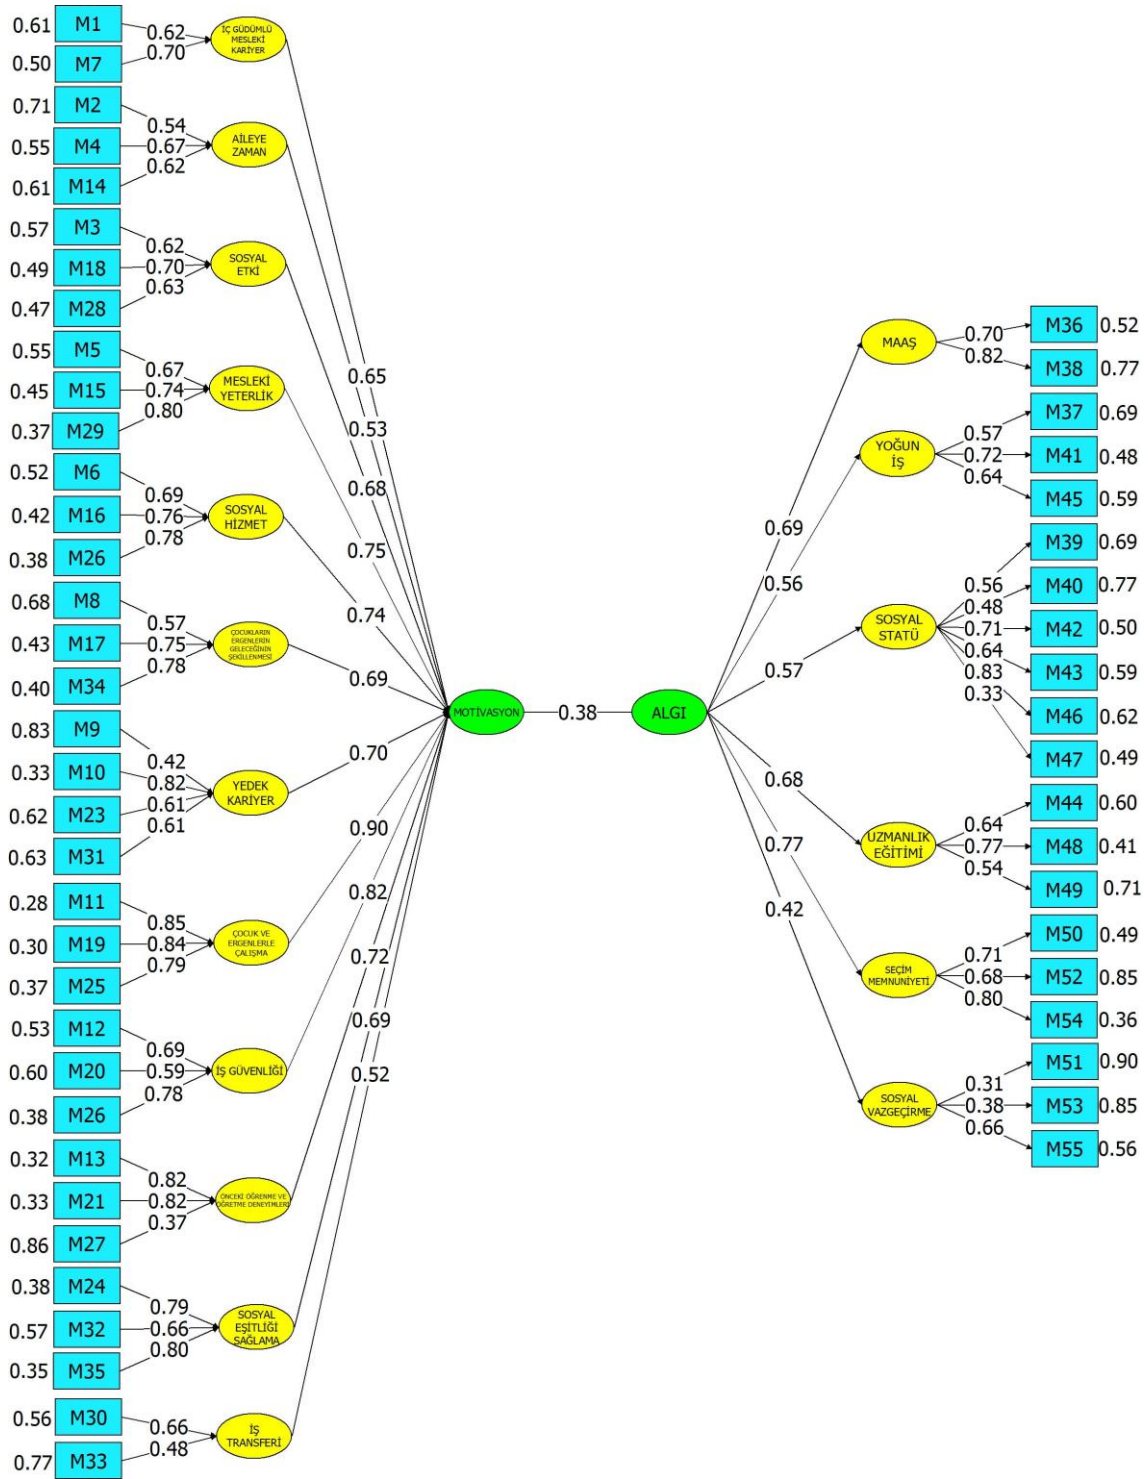 0.61 M1 0.62
0.50 M7 0.70
İÇ GÜDÜMLÜ
MESLEKİ
KARİYER
0.71 M2 0.54
0.55 M4 0.67
0.61 M14 0.62
AİLEYE
ZAMAN
0.57 M3 0.62
0.49 M18 0.70
0.47 M28 0.63
SOSYAL
ETKİ
0.55 M5 0.67
0.45 M15 0.74
0.37 M29 0.80
MESLEKİ
YETERLİK
0.52 M6 0.69
0.42 M16 0.76
0.38 M26 0.78
SOSYAL
HİZMET
0.68 M8 0.57
0.43 M17 0.75
0.40 M34 0.78
ÇOCUKLARIN
ERGENLERİN
GELECEĞİNİN
ŞEKİLLENMESİ
0.83 M9 0.42
0.33 M10 0.82
0.62 M23 0.61
0.63 M31 0.61
YEDEK
KARİYER
0.28 M11 0.85
0.30 M19 0.84
0.37 M25 0.79
ÇOCUK VE
ERGENLERLE
ÇALIŞMA
0.53 M12 0.69
0.60 M20 0.59
0.38 M26 0.78
İŞ GÜVENLİĞİ
0.32 M13 0.82
0.33 M21 0.82
0.86 M27 0.37
ÖNCEKİ ÖĞRENME VE
ÖĞRETME DENEYİMLERİ
0.38 M24 0.79
0.57 M32 0.66
0.35 M35 0.80
SOSYAL
EŞİTLİĞİ
SAĞLAMA
0.56 M30 0.66
0.77 M33 0.48
İŞ
TRANSFERİ
0.65
0.53
0.68
0.75
0.74
0.69
0.70
0.90
0.82
0.72
0.69
0.52
MOTİVASYON 0.38 ALGI
0.69
0.56
0.57
0.68
0.77
0.42
MAAŞ
0.70 M36 0.52
0.82 M38 0.77
YOĞUN
İŞ
0.57 M37 0.69
0.72 M41 0.48
0.64 M45 0.59
SOSYAL
STATÜ
0.56 M39 0.69
0.48 M40 0.77
0.71 M42 0.50
0.64 M43 0.59
0.83 M46 0.62
0.33 M47 0.49
UZMANLIK
EĞİTİMİ
0.64 M44 0.60
0.77 M48 0.41
0.54 M49 0.71
SEÇİM
MEMNUNİYETİ
0.71 M50 0.49
0.68 M52 0.85
0.80 M54 0.36
SOSYAL
VAZGEÇİRME
0.31 M51 0.90
0.38 M53 0.85
0.66 M55 0.56